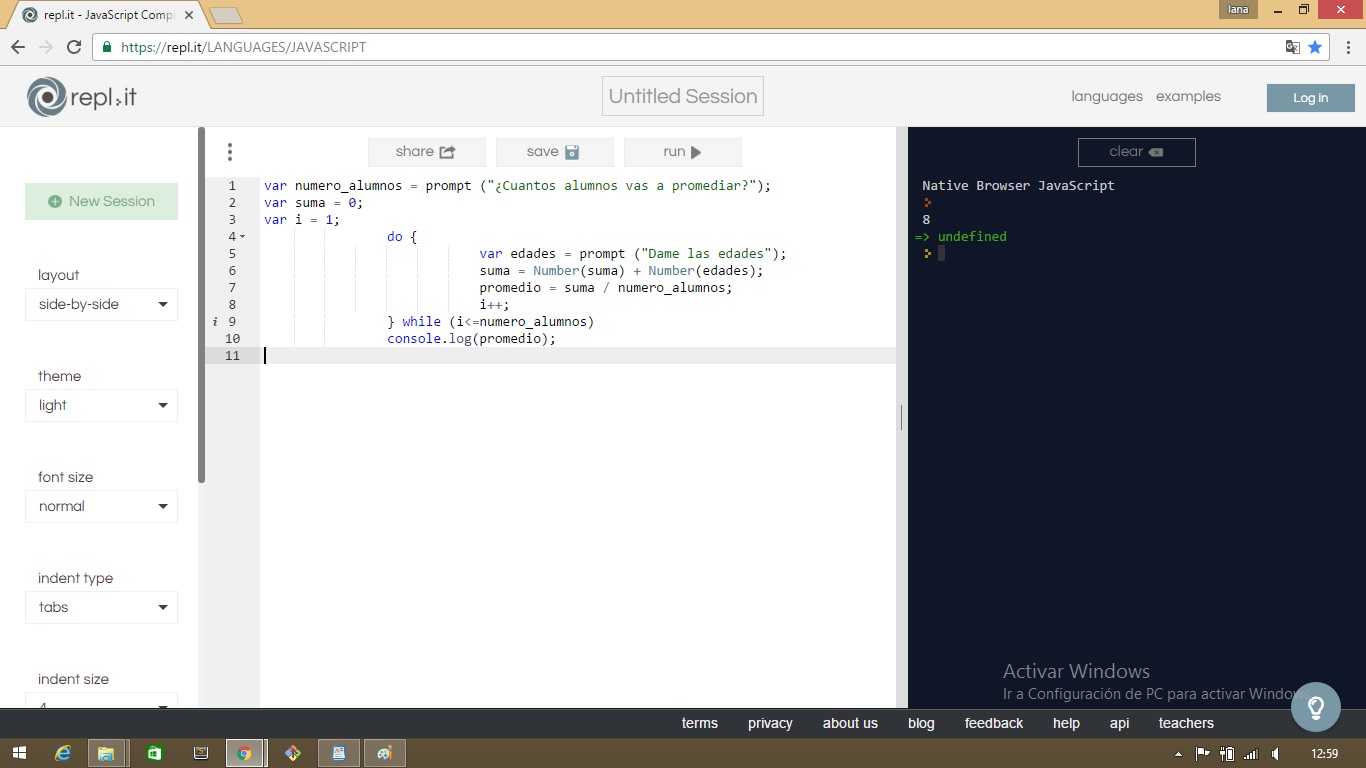 repl.it - JavaScript Compi
lana
https://repl.it/LANGUAGES/JAVASCRIPT
repl.it
Untitled Session
languages examples
Log in
New Session
layout
side-by-side
theme
light
font size
normal
indent type
tabs
indent size
4
share save run
1 var numero_alumnos = prompt ("¿Cuantos alumnos vas a promediar?");
2 var suma = 0;
3 var i = 1;
4 do {
5 var edades = prompt ("Dame las edades");
6 suma = Number(suma) + Number(edades);
7 promedio = suma / numero_alumnos;
8 i++;
i 9 } while (i<=numero_alumnos)
10 console.log(promedio);
11
clear
Native Browser JavaScript
8
=> undefined
Activar Windows
Ir a Configuración de PC para activar Windows.
terms privacy about us blog feedback help api teachers
12:59